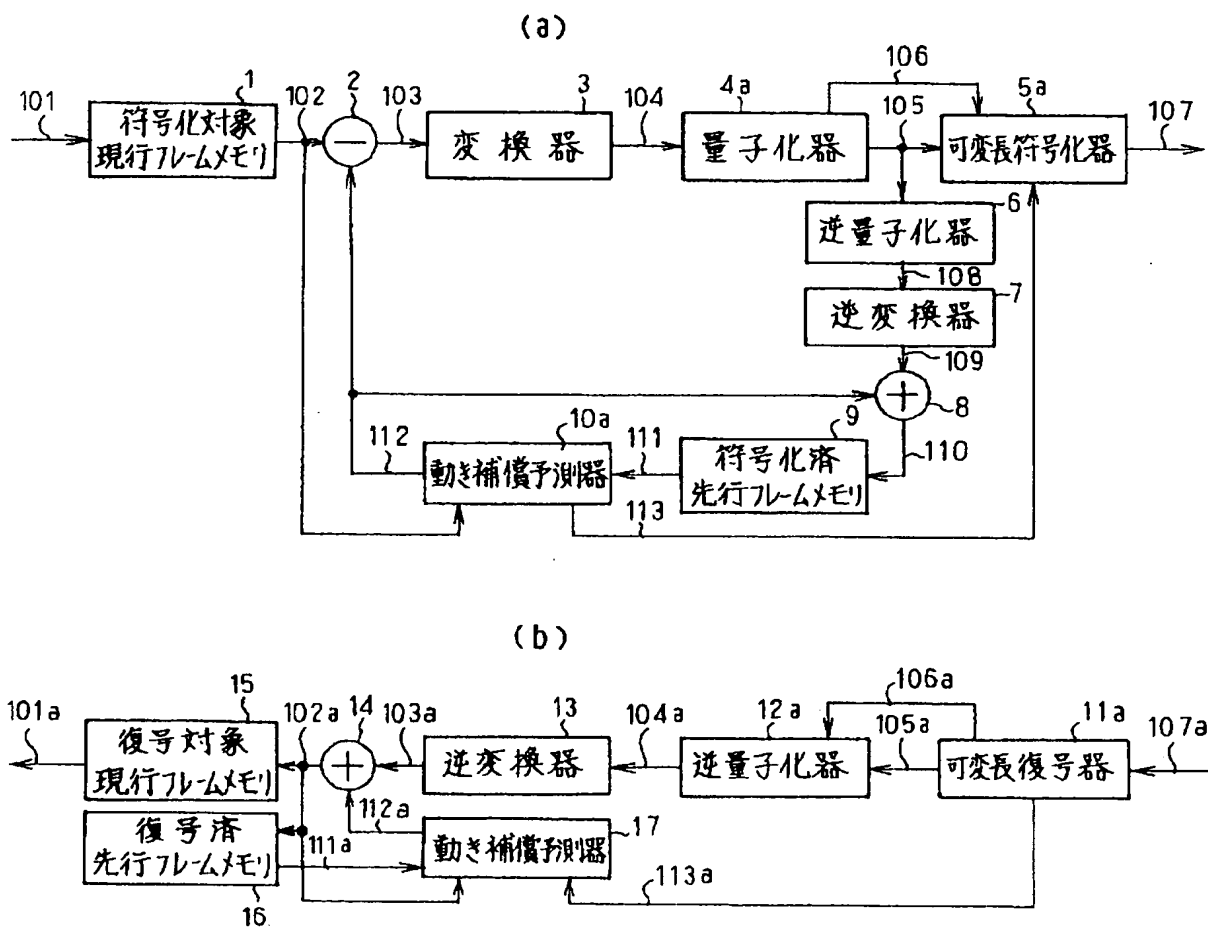 (a)
106
101
1
102
2
103
3
104
4a
105
5a
107
符号化対象
現行フレームメモリ
−
変換器
量子化器
可変長符号化器
6
逆量子化器
108
7
逆変換器
109
+
8
10a
9
112
111
110
動き補償予測器
符号化済
先行フレームメモリ
113
(b)
106a
15
101a
102a
14
103a
13
104a
12a
105a
11a
107a
復号対象
現行フレームメモリ
+
逆変換器
逆量子化器
可変長復号器
112a
17
復号済
先行フレームメモリ
111a
動き補償予測器
113a
16